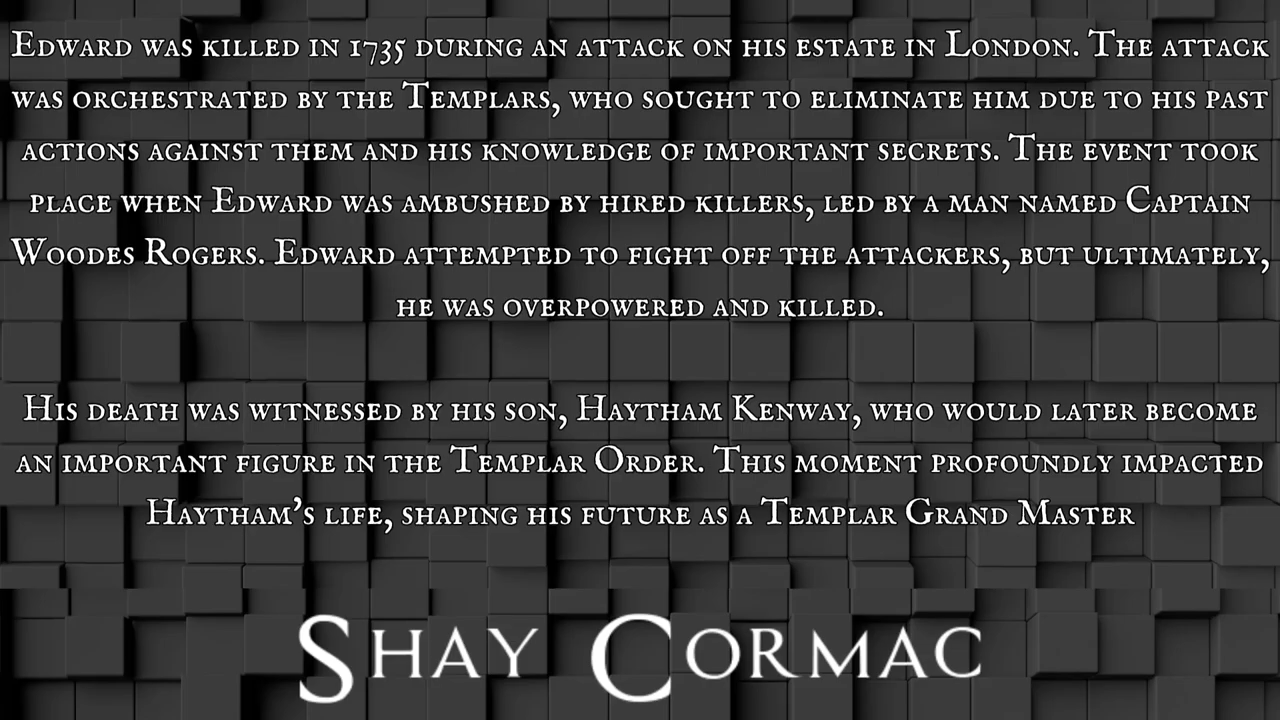 Edward was killed in 1735 during an attack on his estate in London. The attack
was orchestrated by the Templars, who sought to eliminate him due to his past
actions against them and his knowledge of important secrets. The event took
place when Edward was ambushed by hired killers, led by a man named Captain
Woodes Rogers. Edward attempted to fight off the attackers, but ultimately,
he was overpowered and killed.
His death was witnessed by his son, Haytham Kenway, who would later become
an important figure in the Templar Order. This moment profoundly impacted
Haytham's life, shaping his future as a Templar Grand Master
Shay Cormac